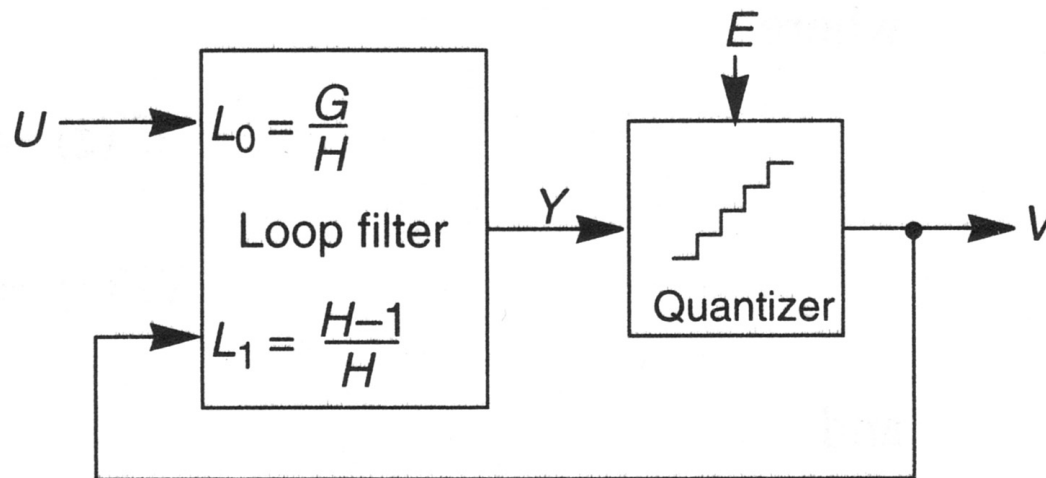 E
U
L0 = G/H
Y
V
Loop filter
Quantizer
L1 = H–1/H